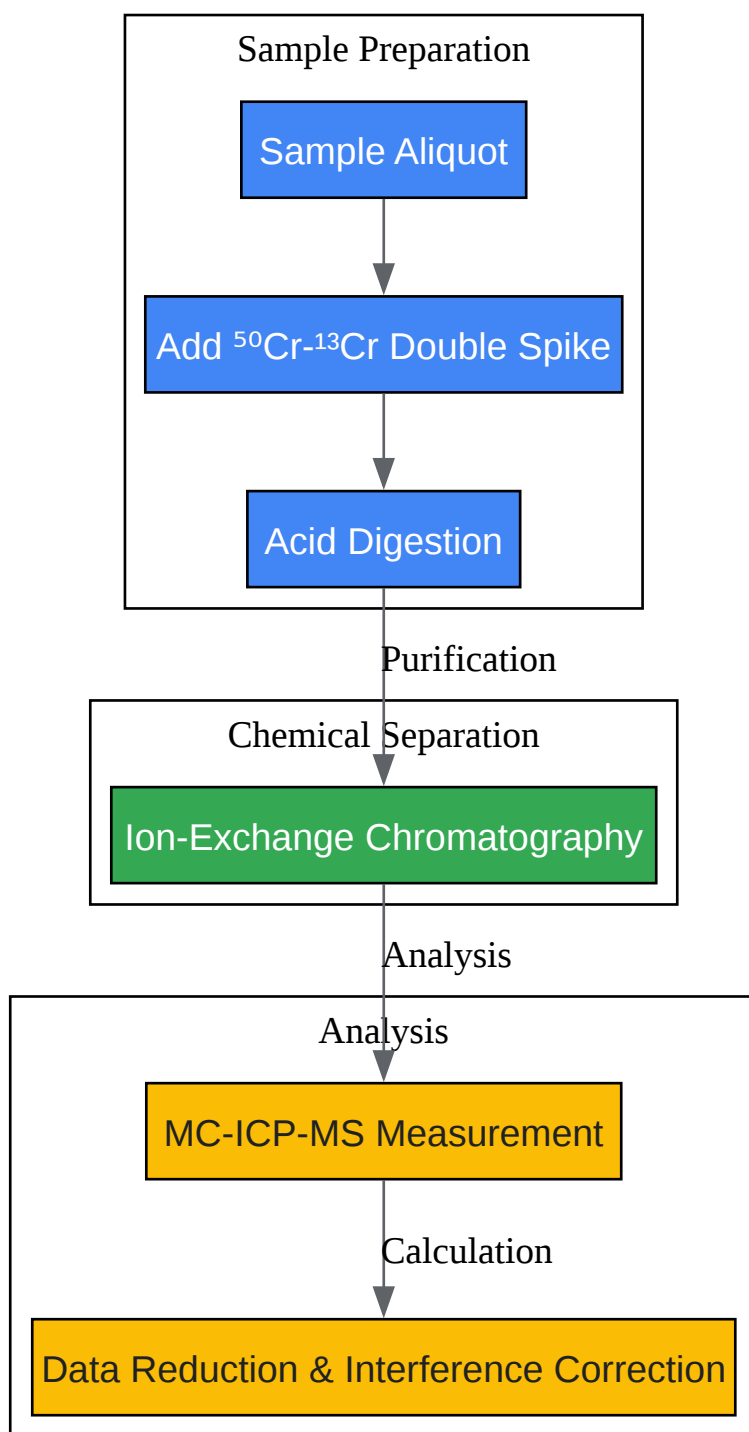 Sample Preparation
Sample Aliquot
Add ⁵⁰Cr-¹³Cr Double Spike
Acid Digestion
Purification
Chemical Separation
Ion-Exchange Chromatography
Analysis
Analysis
MC-ICP-MS Measurement
Calculation
Data Reduction & Interference Correction